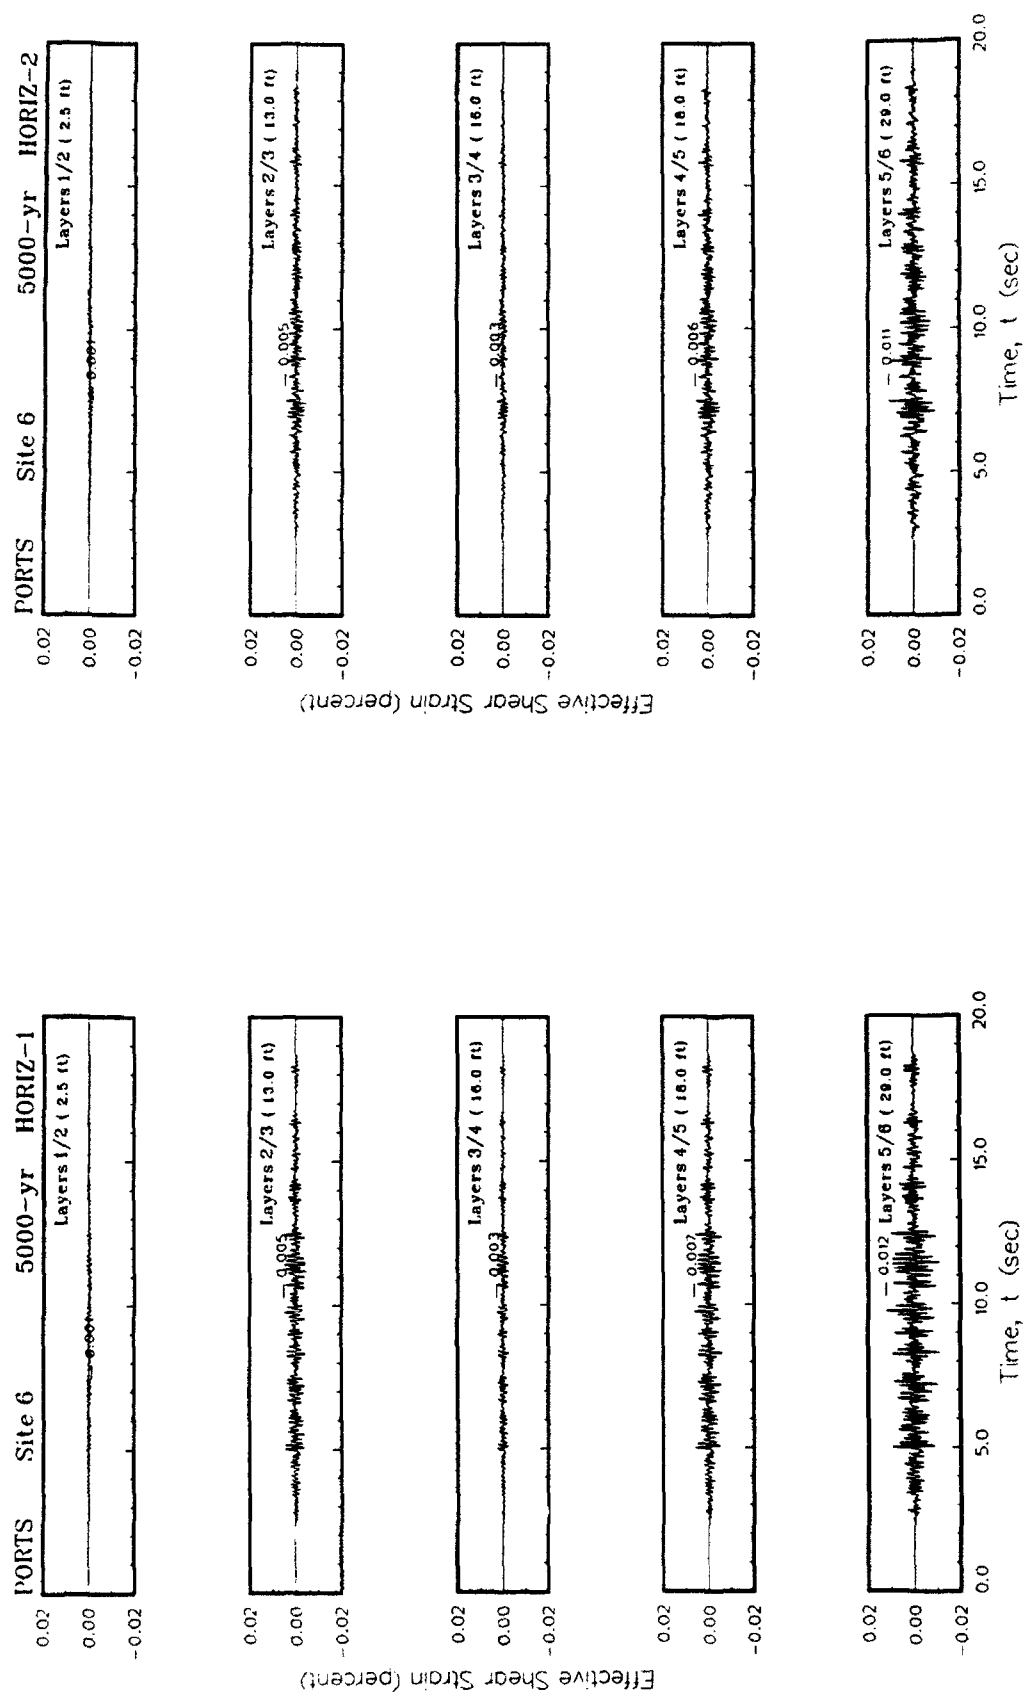 PORTS Site 6 5000-yr HORIZ-1
0.02
0.00
-0.02
Layers 1/2 ( 2.5 ft)
0.001
Layers 2/3 ( 13.0 ft)
0.005
-0.02
Layers 3/4 ( 16.0 ft)
0.003
0.02
0.00
-0.02
Layers 4/5 ( 18.0 ft)
0.007
0.02
0.00
-0.02
Layers 5/6 ( 29.0 ft)
0.012
0.0 5.0 10.0 15.0 20.0
Time, t (sec)
Effective Shear Strain (percent)
PORTS Site 6 5000-yr HORIZ-2
0.02
0.00
-0.02
Layers 1/2 ( 2.5 ft)
0.001
Layers 2/3 ( 13.0 ft)
0.005
0.02
0.00
-0.02
Layers 3/4 ( 16.0 ft)
0.003
0.02
0.00
-0.02
Layers 4/5 ( 18.0 ft)
0.006
0.02
0.00
-0.02
Layers 5/6 ( 29.0 ft)
0.011
0.02
0.00
-0.02
0.0 5.0 10.0 15.0 20.0
Time, t (sec)
Effective Shear Strain (percent)